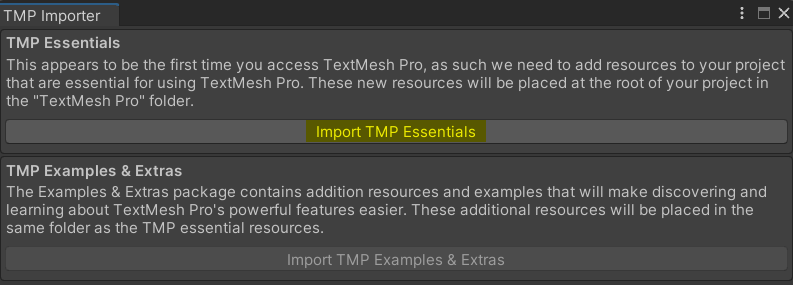 TMP Importer
TMP Essentials
This appears to be the first time you access TextMesh Pro, as such we need to add resources to your project
that are essential for using TextMesh Pro. These new resources will be placed at the root of your project in
the "TextMesh Pro" folder.
Import TMP Essentials
TMP Examples & Extras
The Examples & Extras package contains addition resources and examples that will make discovering and
learning about TextMesh Pro's powerful features easier. These additional resources will be placed in the
same folder as the TMP essential resources.
Import TMP Examples & Extras